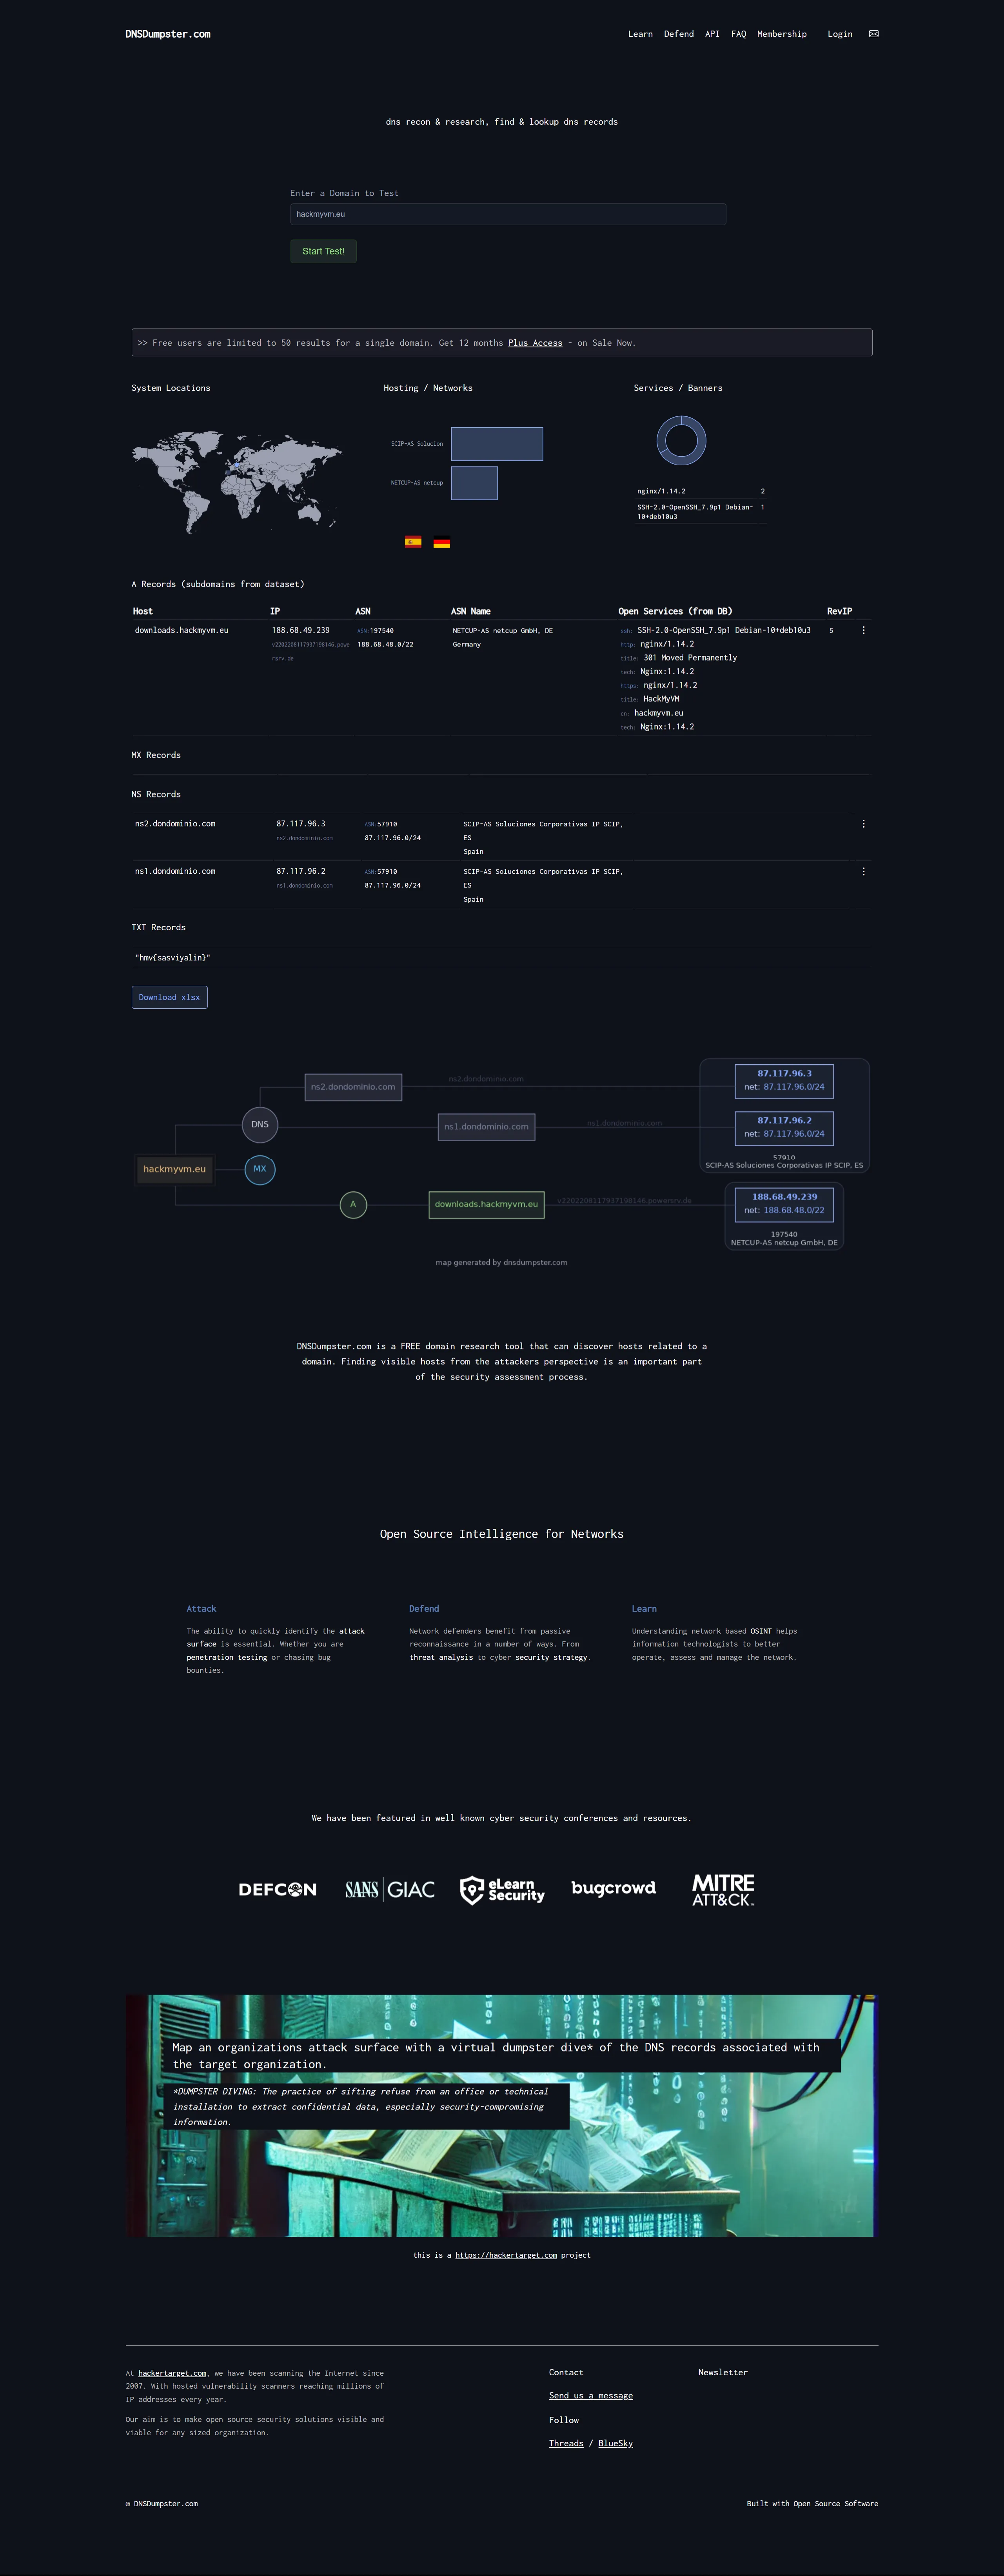 DNSDumpster.com
Learn Defend API FAQ Membership Login
dns recon & research, find & lookup dns records
Enter a Domain to Test
hackmyvm.eu
Start Test!
>> Free users are limited to 50 results for a single domain. Get 12 months Plus Access - on Sale Now.
System Locations
Hosting / Networks
SCIP-AS Solucion
NETCUP-AS netcup
Services / Banners
nginx/1.14.2 2
SSH-2.0-OpenSSH_7.9p1 Debian- 1
10+deb10u3
A Records (subdomains from dataset)
Host IP ASN ASN Name Open Services (from DB) RevIP
downloads.hackmyvm.eu 188.68.49.239 ASN:197540 NETCUP-AS netcup GmbH, DE ssh: SSH-2.0-OpenSSH_7.9p1 Debian-10+deb10u3 5
188.68.48.0/22 Germany http: nginx/1.14.2
rsrv.de title: 301 Moved Permanently
tech: Nginx:1.14.2
https: nginx/1.14.2
title: HackMyVM
cn: hackmyvm.eu
tech: Nginx:1.14.2
MX Records
NS Records
ns2.dondominio.com 87.117.96.3 ASN:57910 SCIP-AS Soluciones Corporativas IP SCIP,
ns2.dondominio.com 87.117.96.0/24 ES
Spain
ns1.dondominio.com 87.117.96.2 ASN:57910 SCIP-AS Soluciones Corporativas IP SCIP,
ns1.dondominio.com 87.117.96.0/24 ES
Spain
TXT Records
"hmv{sasviyalin}"
Download xlsx
ns2.dondominio.com ns2.dondominio.com 87.117.96.3
net: 87.117.96.0/24
DNS
ns1.dondominio.com ns1.dondominio.com 87.117.96.2
net: 87.117.96.0/24
57910
SCIP-AS Soluciones Corporativas IP SCIP, ES
hackmyvm.eu MX
A downloads.hackmyvm.eu 188.68.49.239
net: 188.68.48.0/22
197540
NETCUP-AS netcup GmbH, DE
map generated by dnsdumpster.com
DNSDumpster.com is a FREE domain research tool that can discover hosts related to a
domain. Finding visible hosts from the attackers perspective is an important part
of the security assessment process.
Open Source Intelligence for Networks
Attack
The ability to quickly identify the attack
surface is essential. Whether you are
penetration testing or chasing bug
bounties.
Defend
Network defenders benefit from passive
reconnaissance in a number of ways. From
threat analysis to cyber security strategy.
Learn
Understanding network based OSINT helps
information technologists to better
operate, assess and manage the network.
We have been featured in well known cyber security conferences and resources.
DEFCON
SANS GIAC
eLearn
Security
bugcrowd
MITRE
ATT&CK™
Map an organizations attack surface with a virtual dumpster dive* of the DNS records associated with
the target organization.
*DUMPSTER DIVING: The practice of sifting refuse from an office or technical
installation to extract confidential data, especially security-compromising
information.
this is a https://hackertarget.com project
At hackertarget.com, we have been scanning the Internet since
2007. With hosted vulnerability scanners reaching millions of
IP addresses every year.
Our aim is to make open source security solutions visible and
viable for any sized organization.
Contact
Send us a message
Follow
Threads / BlueSky
Newsletter
© DNSDumpster.com
Built with Open Source Software